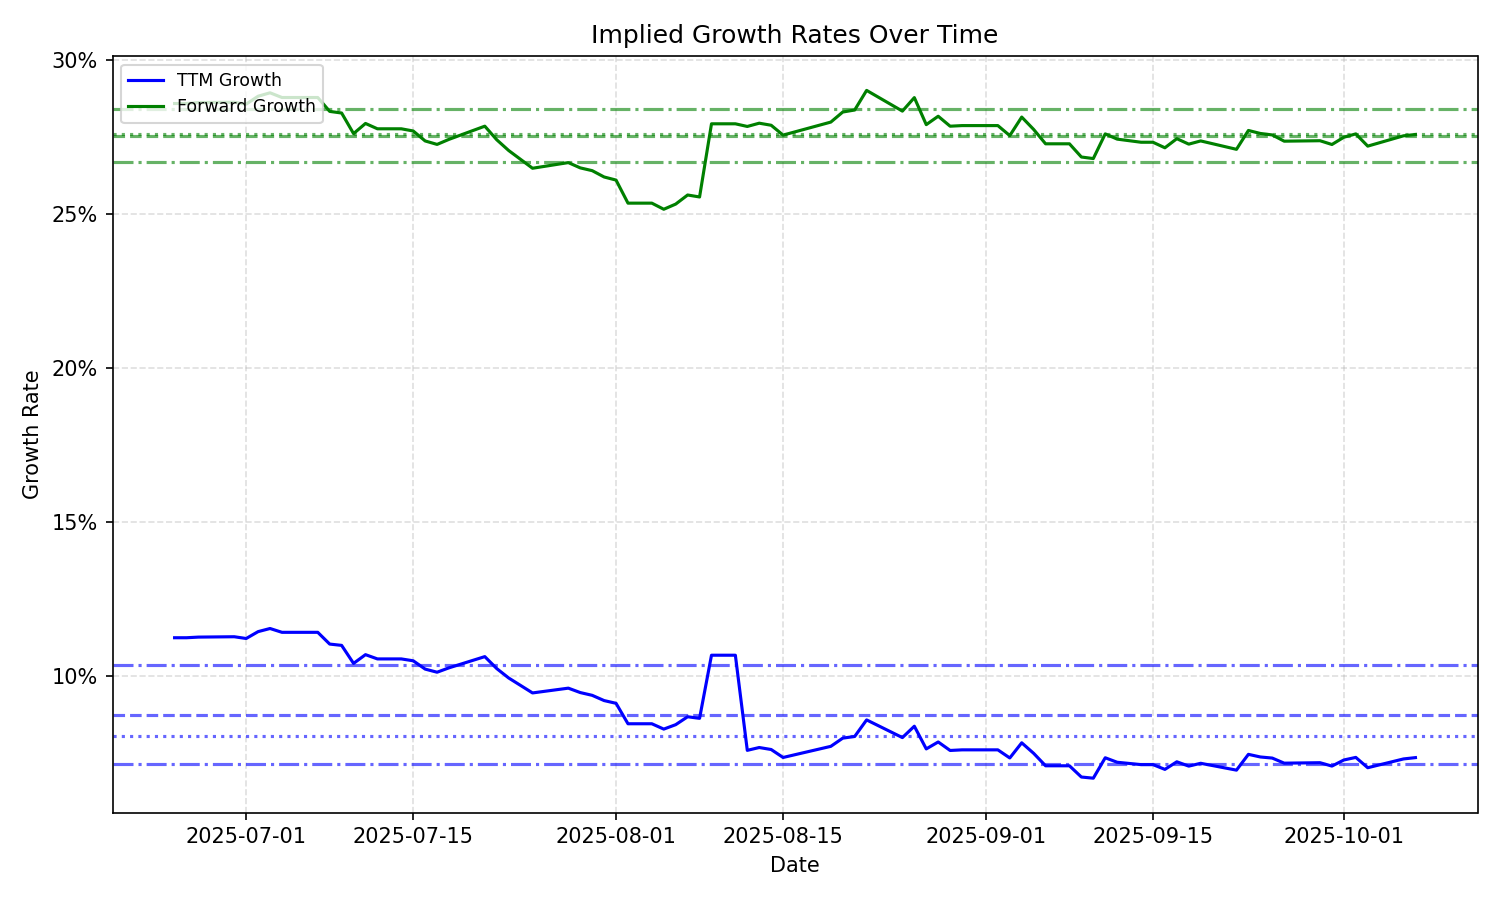 Implied Growth Rates Over Time
TTM Growth
Forward Growth
30%
25%
20%
15%
10%
Growth Rate
2025-07-01
2025-07-15
2025-08-01
2025-08-15
2025-09-01
2025-09-15
2025-10-01
Date